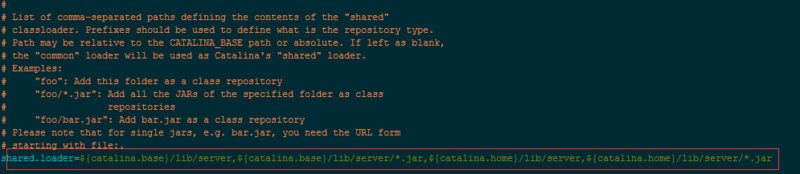 #
# List of comma-separated paths defining the contents of the "shared"
# classloader. Prefixes should be used to define what is the repository type.
# Path may be relative to the CATALINA_BASE path or absolute. If left as blank,
# the "common" loader will be used as Catalina's "shared" loader.
# Examples:
#     "foo": Add this folder as a class repository
#     "foo/*.jar": Add all the JARs of the specified folder as class
#                  repositories
#     "foo/bar.jar": Add bar.jar as a class repository
# Please note that for single jars, e.g. bar.jar, you need the URL form
# starting with file:.
shared.loader=${catalina.base}/lib/server,${catalina.base}/lib/server/*.jar,${catalina.home}/lib/server,${catalina.home}/lib/server/*.jar